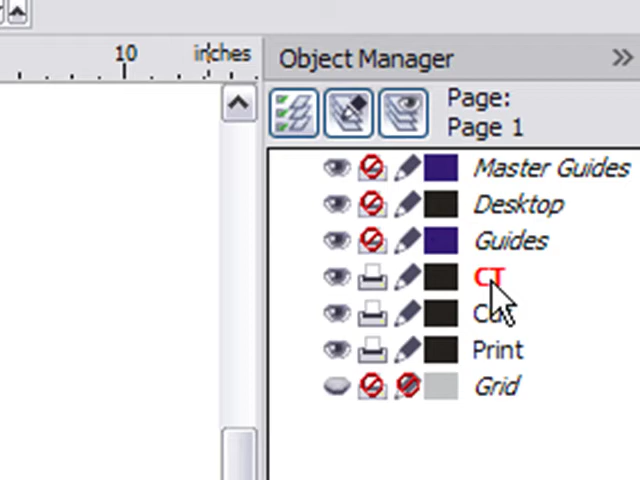 10 inches
Object Manager
Page:
Page 1
Master Guides
Desktop
Guides
CT
Print
Grid